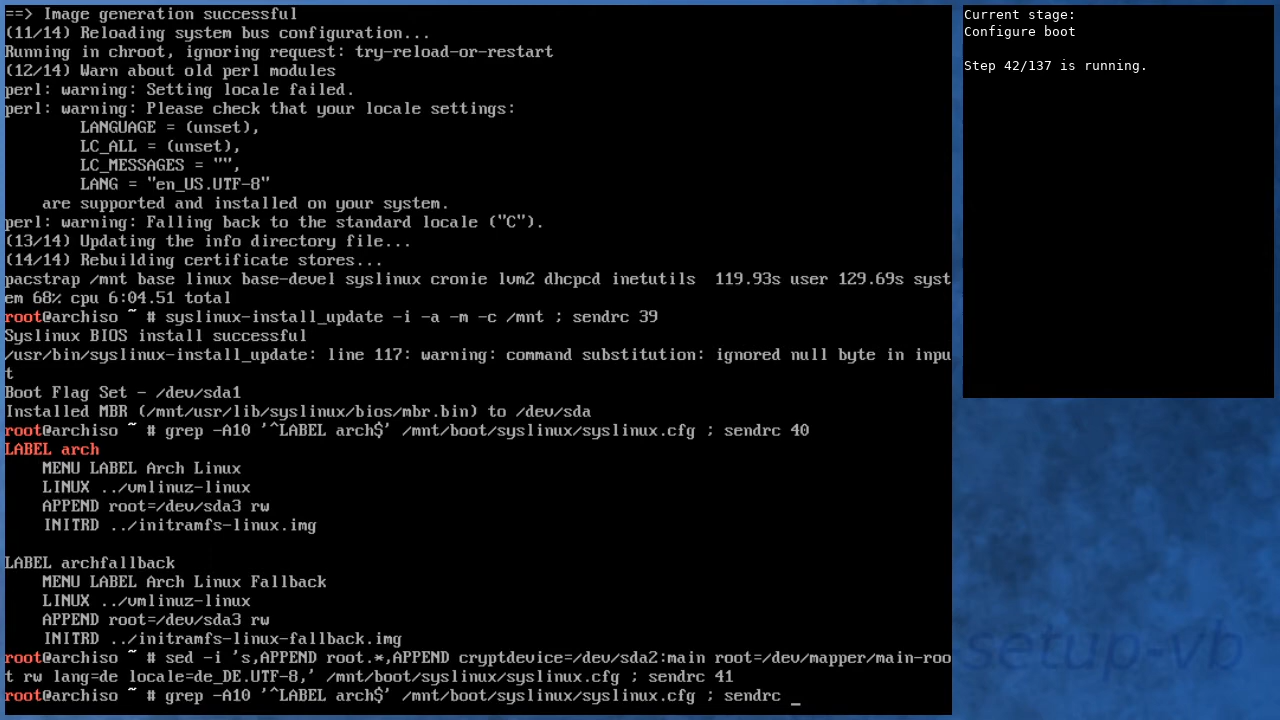 ==> Image generation successful
(11/14) Reloading system bus configuration...
Running in chroot, ignoring request: try-reload-or-restart
(12/14) Warn about old perl modules
perl: warning: Setting locale failed.
perl: warning: Please check that your locale settings:
        LANGUAGE = (unset),
        LC_ALL = (unset),
        LC_MESSAGES = "",
        LANG = "en_US.UTF-8"
    are supported and installed on your system.
perl: warning: Falling back to the standard locale ("C").
(13/14) Updating the info directory file...
(14/14) Rebuilding certificate stores...
pacstrap /mnt base linux base-devel syslinux cronie lvm2 dhcpcd inetutils  119.93s user 129.69s syst
em 68% cpu 6:04.51 total
root@archiso ~ # syslinux-install_update -i -a -m -c /mnt ; sendrc 39
Syslinux BIOS install successful
/usr/bin/syslinux-install_update: line 117: warning: command substitution: ignored null byte in inpu
t
Boot Flag Set - /dev/sda1
Installed MBR (/mnt/usr/lib/syslinux/bios/mbr.bin) to /dev/sda
root@archiso ~ # grep -A10 '^LABEL arch$' /mnt/boot/syslinux/syslinux.cfg ; sendrc 40
LABEL arch
    MENU LABEL Arch Linux
    LINUX ../vmlinuz-linux
    APPEND root=/dev/sda3 rw
    INITRD ../initramfs-linux.img

LABEL archfallback
    MENU LABEL Arch Linux Fallback
    LINUX ../vmlinuz-linux
    APPEND root=/dev/sda3 rw
    INITRD ../initramfs-linux-fallback.img
root@archiso ~ # sed -i 's,APPEND root.*,APPEND cryptdevice=/dev/sda2:main root=/dev/mapper/main-roo
t rw lang=de locale=de_DE.UTF-8,' /mnt/boot/syslinux/syslinux.cfg ; sendrc 41
root@archiso ~ # grep -A10 '^LABEL arch$' /mnt/boot/syslinux/syslinux.cfg ; sendrc _
Current stage:
Configure boot

Step 42/137 is running.
setup-vb